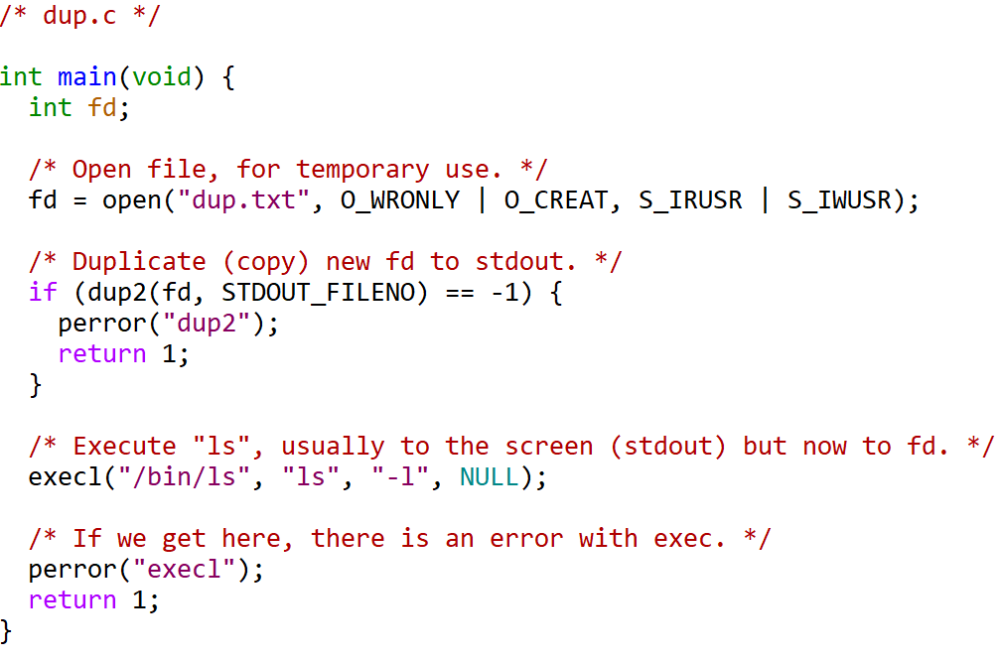 /* dup.c */
int main(void) {
int fd;
/* Open file, for temporary use. */
fd = open("dup.txt", O_WRONLY | O_CREAT, S_IRUSR | S_IWUSR);
/* Duplicate (copy) new fd to stdout. */
if (dup2(fd, STDOUT_FILENO) == -1) {
perror("dup2");
return 1;
}
/* Execute "ls", usually to the screen (stdout) but now to fd. */
execl("/bin/ls", "ls", "-l", NULL);
/* If we get here, there is an error with exec. */
perror("execl");
return 1;
}